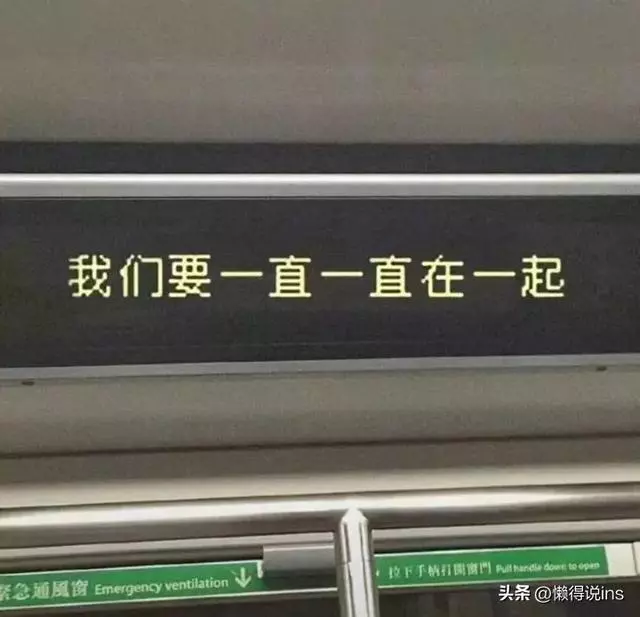 我们要一直一直在一起
緊急通風窗 Emergency ventilation
拉下手柄打開窗門 Pull handle down to open
头条 @懒得说ins